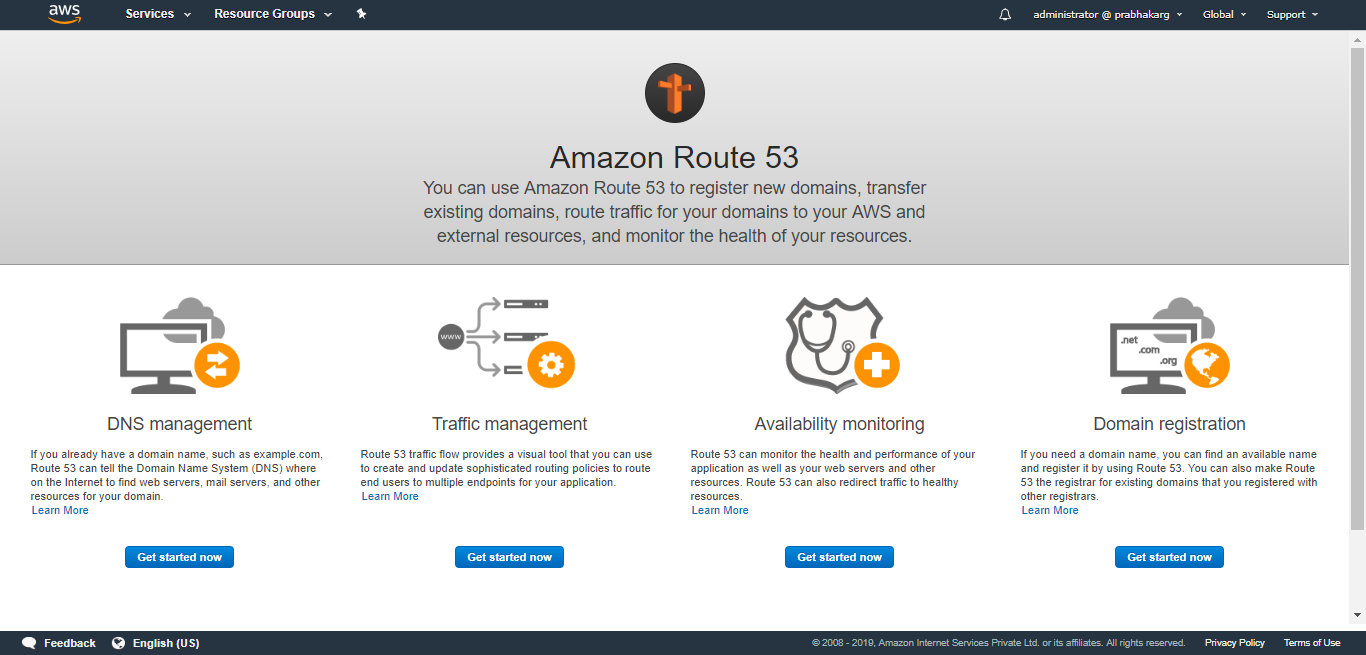 aws
Services
Resource Groups
administrator @ prabhakarg
Global
Support
Amazon Route 53
You can use Amazon Route 53 to register new domains, transfer
existing domains, route traffic for your domains to your AWS and
external resources, and monitor the health of your resources.
DNS management
If you already have a domain name, such as example.com,
Route 53 can tell the Domain Name System (DNS) where
on the Internet to find web servers, mail servers, and other
resources for your domain.
Learn More
Get started now
www
Traffic management
Route 53 traffic flow provides a visual tool that you can use
to create and update sophisticated routing policies to route
end users to multiple endpoints for your application.
Learn More
Get started now
Availability monitoring
Route 53 can monitor the health and performance of your
application as well as your web servers and other
resources. Route 53 can also redirect traffic to healthy
resources.
Learn More
Get started now
.net
.com
.org
Domain registration
If you need a domain name, you can find an available name
and register it by using Route 53. You can also make Route
53 the registrar for existing domains that you registered with
other registrars.
Learn More
Get started now
Feedback
English (US)
© 2008 - 2019, Amazon Internet Services Private Ltd. or its affiliates. All rights reserved.
Privacy Policy
Terms of Use